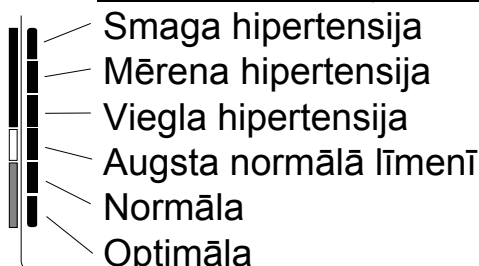 Smaga hipertensija
Mērena hipertensija
Viegla hipertensija
Augsta normālā līmenī
Normāla
Optimāla